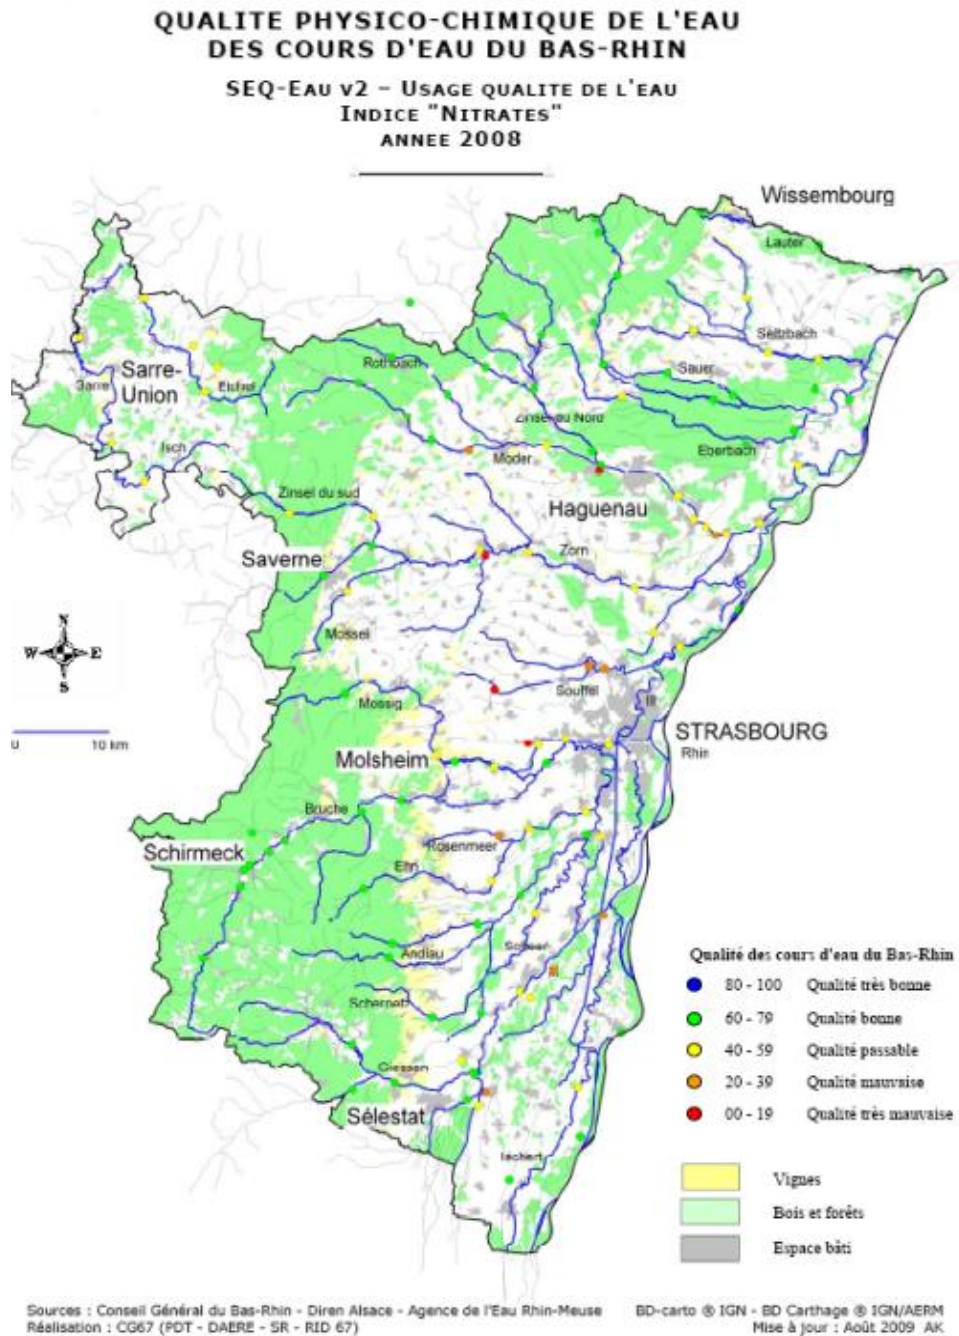 QUALITE PHYSICO-CHIMIQUE DE L'EAU
DES COURS D'EAU DU BAS-RHIN
SEQ-EAU V2 – USAGE QUALITE DE L'EAU
INDICE "NITRATES"
ANNEE 2008
Wissembourg
Lauter
Seltzbach
Sauer
Rothbach
Sarre-
Union
Eichel
Sarre
Isch
Zinsel du Nord
Moder
Eberbach
Zinsel du sud
Haguenau
Saverne
Zorn
Mossel
N
W E
S
0 10 km
Mossig
Souffel
Ill
STRASBOURG
Rhin
Molsheim
Bruche
Rosenmeer
Schirmeck
Ehn
Scheer
Andlau
Schernetz
Giessen
Sélestat
Ischert
Qualité des cours d'eau du Bas-Rhin
80 - 100 Qualité très bonne
60 - 79 Qualité bonne
40 - 59 Qualité passable
20 - 39 Qualité mauvaise
00 - 19 Qualité très mauvaise
Vignes
Bois et forêts
Espace bâti
Sources : Conseil Général du Bas-Rhin - Diren Alsace - Agence de l'Eau Rhin-Meuse
Réalisation : CG67 (PDT - DAERE - SR - RID 67)
BD-carto ® IGN - BD Carthage ® IGN/AERM
Mise à jour : Août 2009 AK